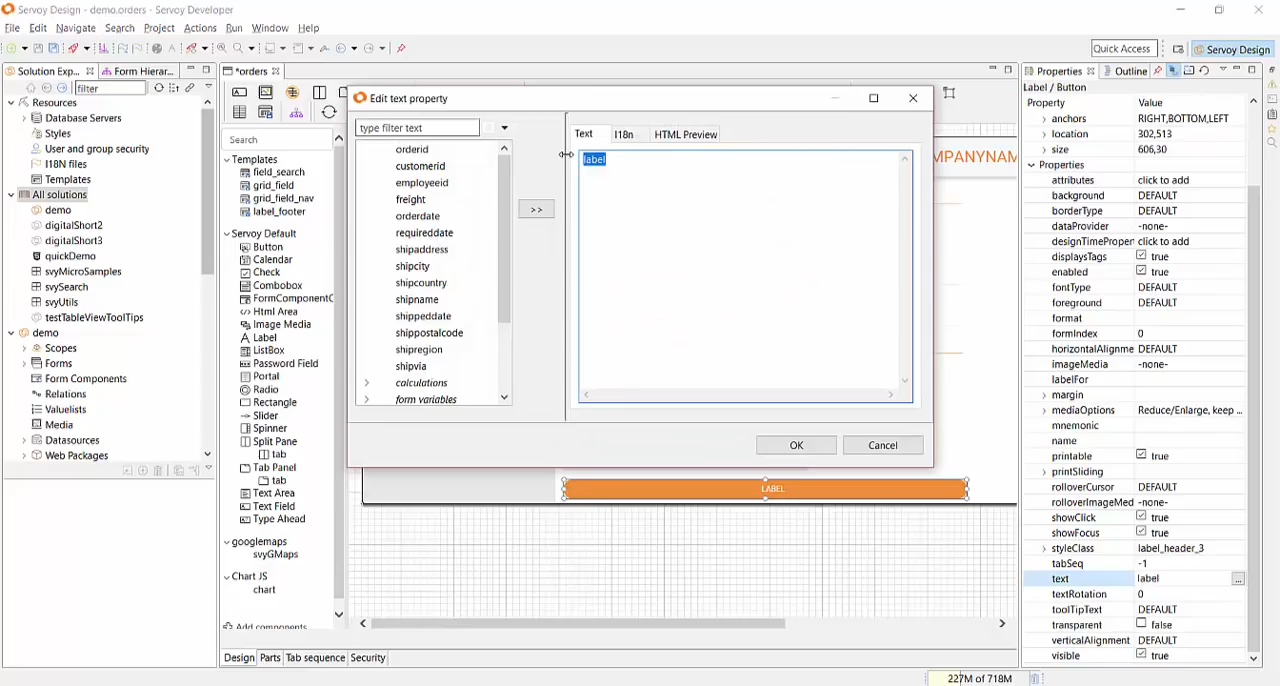 Servoy Design - demo.orders - Servoy Developer
File Edit Navigate Search Project Actions Run Window Help
Quick Access
Servoy Design
Solution Exp...
Form Hierar...
filter
Resources
Database Servers
Styles
User and group security
I18N files
Templates
All solutions
demo
digitalShort2
digitalShort3
quickDemo
svyMicroSamples
svySearch
svyUtils
testTableViewToolTips
demo
Scopes
Forms
Form Components
Relations
Valuelists
Media
Datasources
Web Packages
*orders
Search
Templates
field_search
grid_field
grid_field_nav
label_footer
Servoy Default
Button
Calendar
Check
Combobox
FormComponentC
Html Area
Image Media
Label
ListBox
Password Field
Portal
Radio
Rectangle
Slider
Spinner
Split Pane
tab
Tab Panel
tab
Text Area
Text Field
Type Ahead
googlemaps
svyGMaps
Chart JS
chart
Add components
Design Parts Tab sequence Security
Edit text property
type filter text
orderid
customerid
employeeid
freight
orderdate
requireddate
shipaddress
shipcity
shipcountry
shipname
shippeddate
shippostalcode
shipregion
shipvia
calculations
form variables
>>
Text I18n HTML Preview
label
OK Cancel
MPANYNAM
LABEL
Properties Outline
Label / Button
Property Value
anchors RIGHT,BOTTOM,LEFT
location 302,513
size 606,30
Properties
attributes click to add
background DEFAULT
borderType DEFAULT
dataProvider -none-
designTimeProper click to add
displaysTags true
enabled true
fontType DEFAULT
foreground DEFAULT
format
formIndex 0
horizontalAlignme DEFAULT
imageMedia -none-
labelFor
margin
mediaOptions Reduce/Enlarge, keep ...
mnemonic
name
printable true
printSliding
rolloverCursor DEFAULT
rolloverImageMed -none-
showClick true
showFocus true
styleClass label_header_3
tabSeq -1
text label ...
textRotation 0
toolTipText DEFAULT
transparent false
verticalAlignment DEFAULT
visible true
227M of 718M